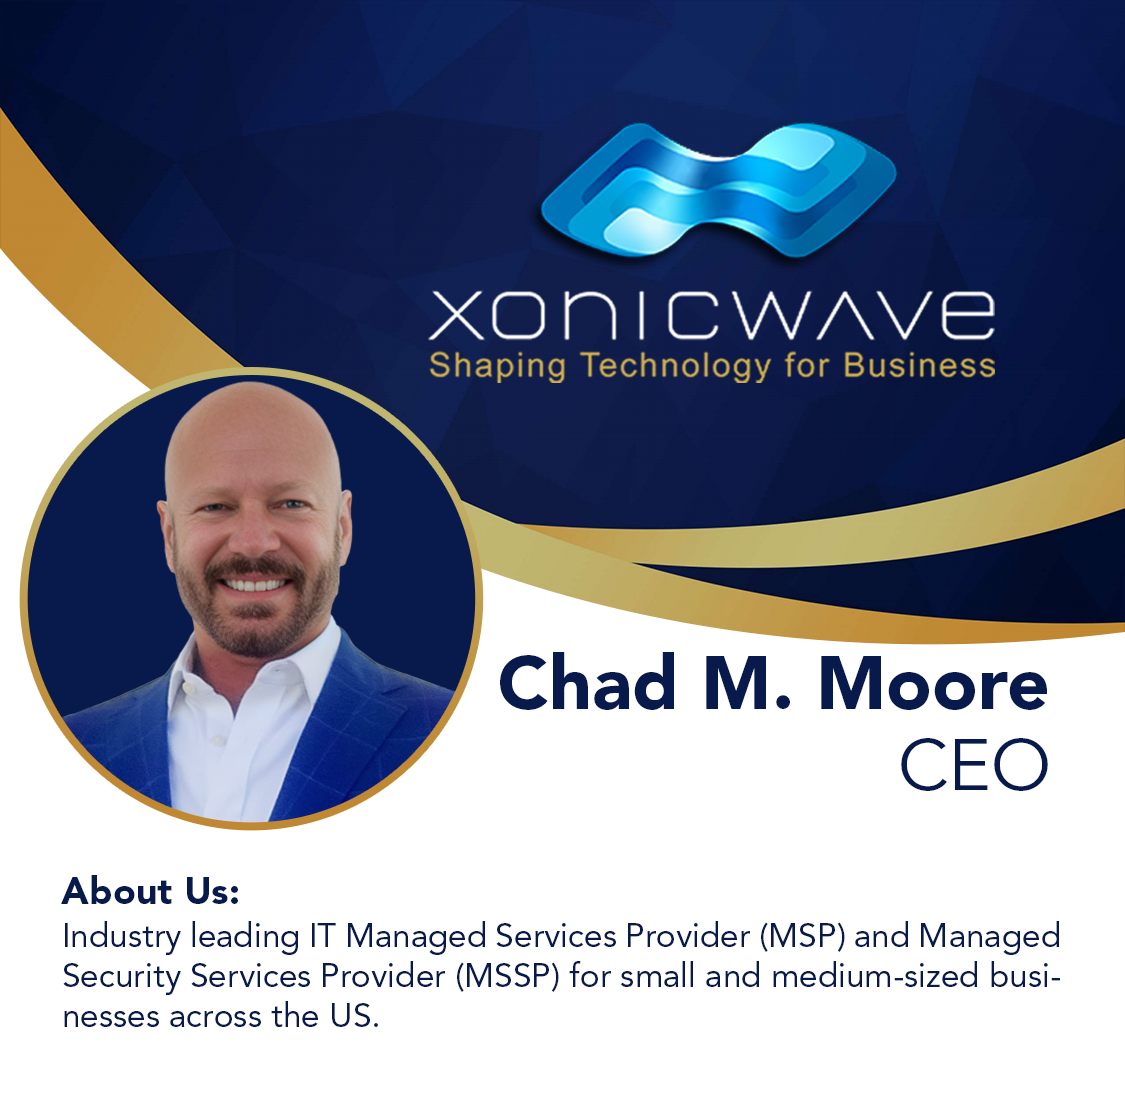 XONICWAVE
Shaping Technology for Business
Chad M. Moore
CEO
About Us:
Industry leading IT Managed Services Provider (MSP) and Managed
Security Services Provider (MSSP) for small and medium-sized busi-
nesses across the US.